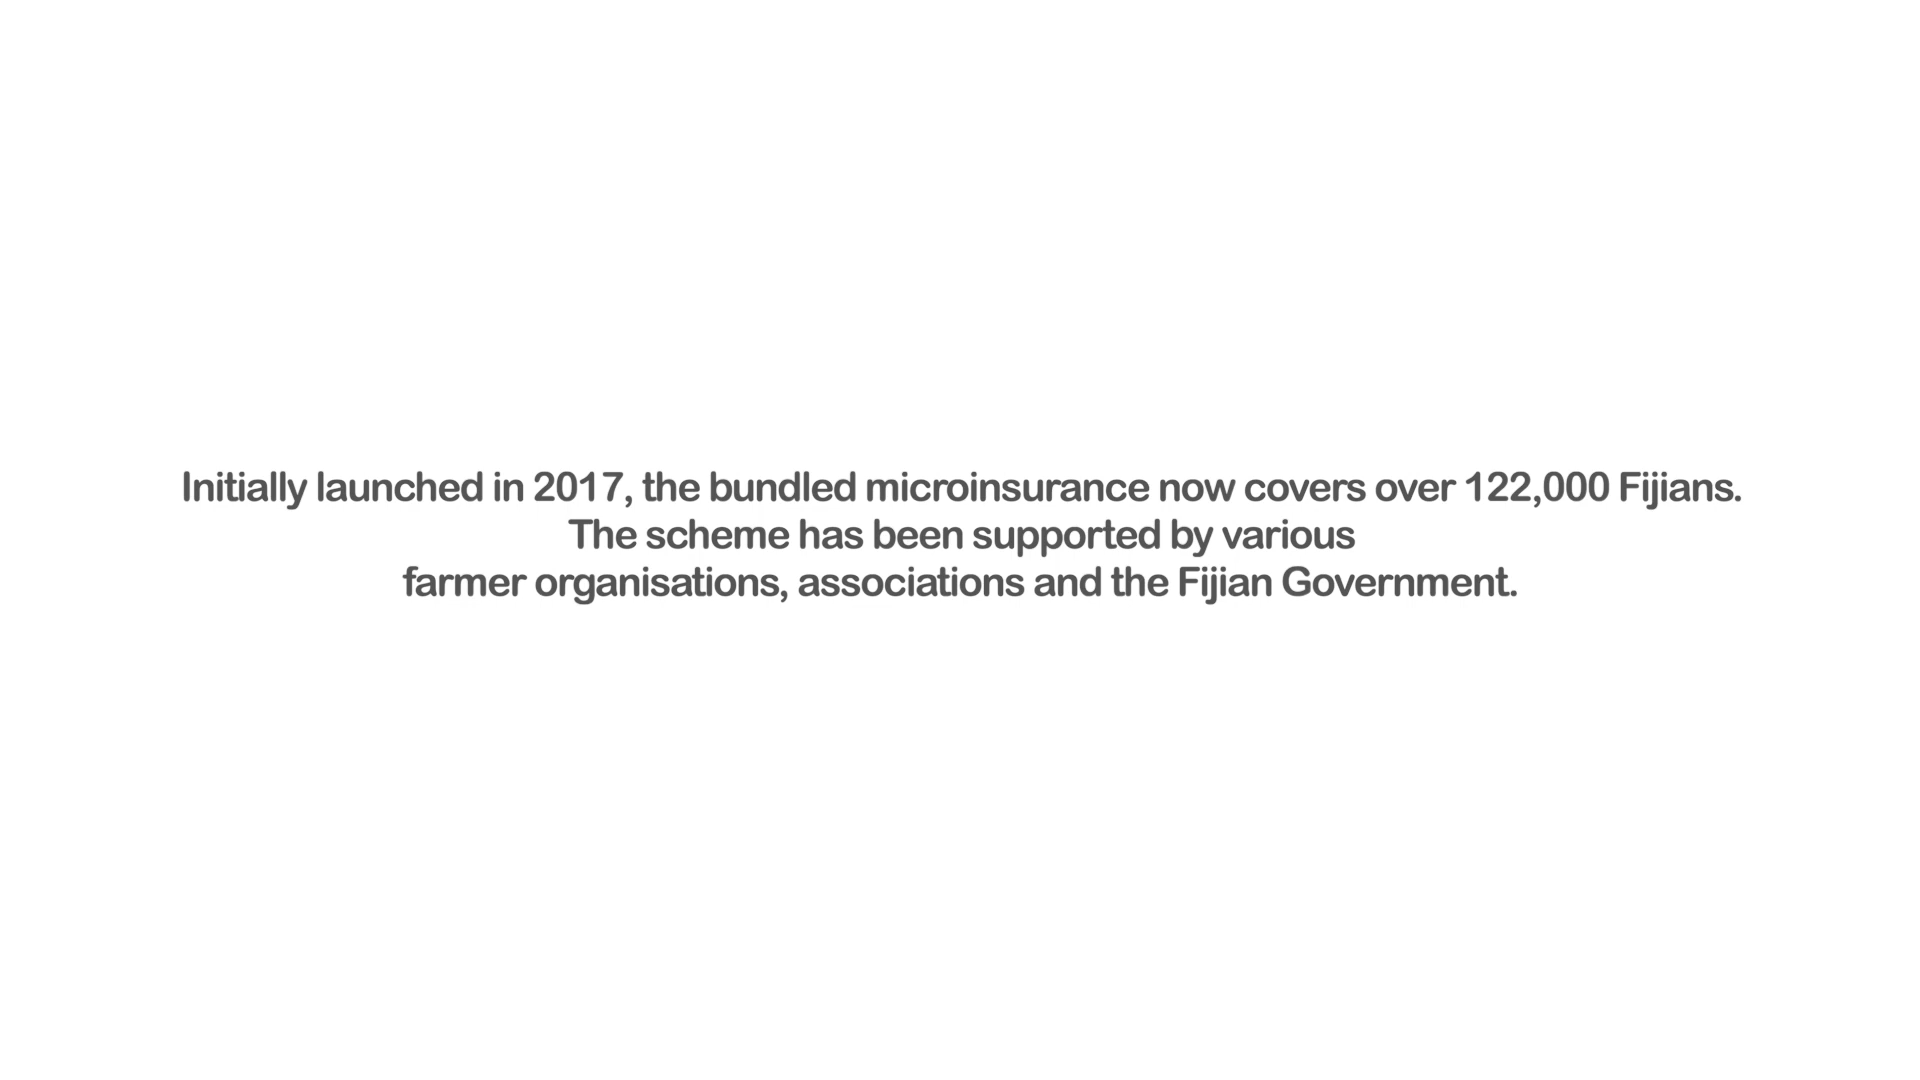 Initially launched in 2017, the bundled microinsurance now covers over 122,000 Fijians.
The scheme has been supported by various
farmer organisations, associations and the Fijian Government.